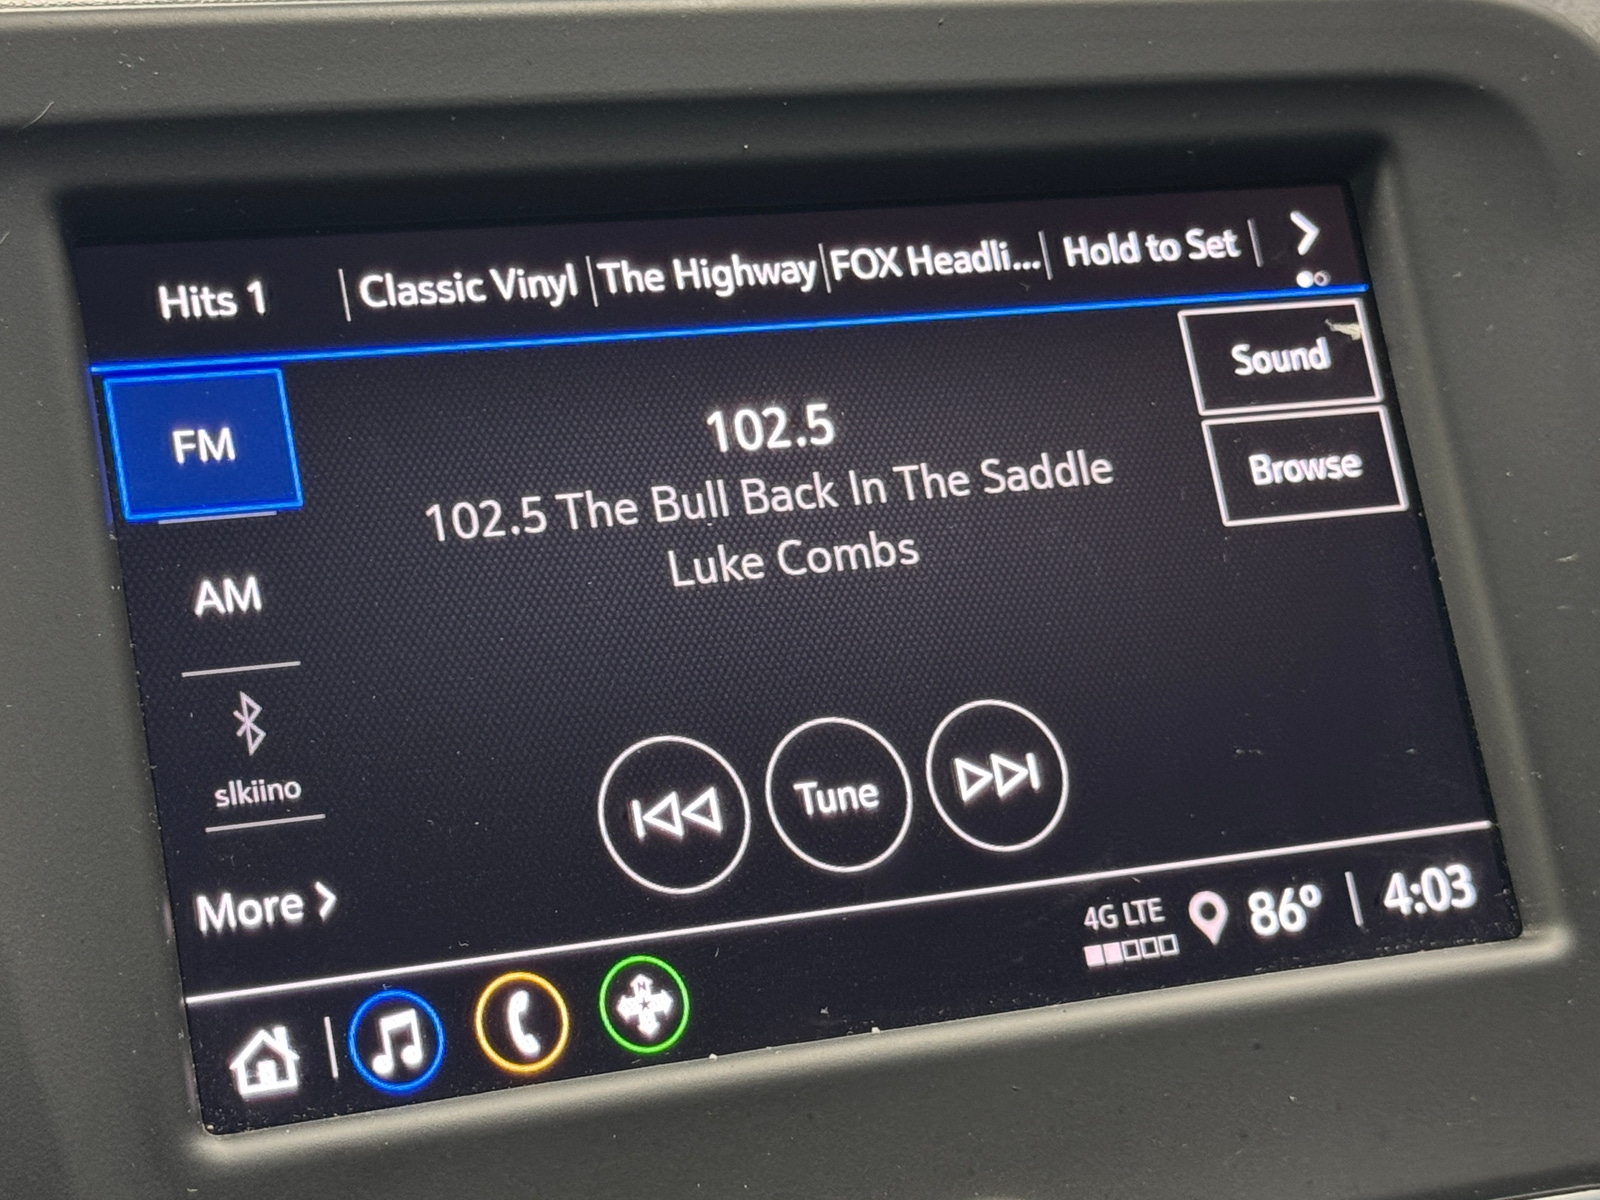 Hits 1 | Classic Vinyl | The Highway | FOX Headli... | Hold to Set |
Sound
FM
102.5
Browse
102.5 The Bull Back In The Saddle
Luke Combs
AM
slkiino
Tune
More
4G LTE 86° | 4:03
N